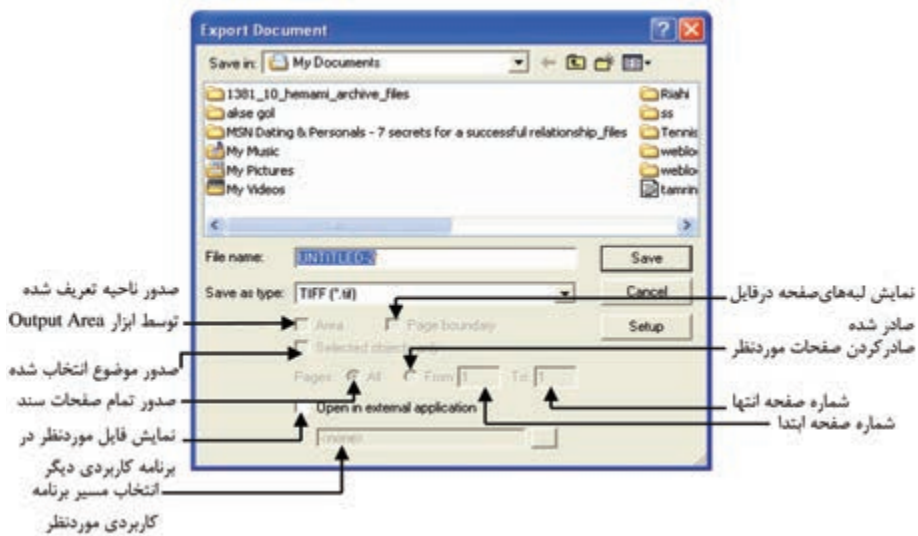 Export Document
Save in: My Documents
1381_10_hemami_archive_files
akse gol
MSN Dating & Personals - 7 secrets for a successful relationship_files
My Music
My Pictures
My Videos
Riahi
ss
Tennis
weblo
weblo
tamrin
File name: UNTITLED-2
Save
Save as type: TIFF (*.tif)
Cancel
Area
Page boundary
Setup
Selected objects only
Pages: All From 1 To: 1
Open in external application
<none>
صدور ناحیه تعریف شده
توسط ابزار Output Area
صدور موضوع انتخاب شده
صدور تمام صفحات سند
نمایش فایل موردنظر در
برنامه کاربردی دیگر
انتخاب مسیر برنامه
کاربردی موردنظر
نمایش لبه‌های‌صفحه درفایل
صادر شده
صادرکردن صفحات موردنظر
شماره صفحه انتها
شماره صفحه ابتدا